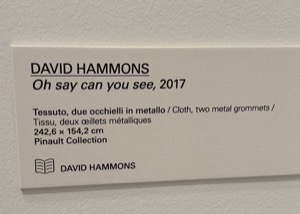 DAVID HAMMONS
Oh say can you see, 2017
Tessuto, due occhielli in metallo / Cloth, two metal grommets /
Tissu, deux œillets métalliques
242,6 × 154,2 cm
Pinault Collection
DAVID HAMMONS